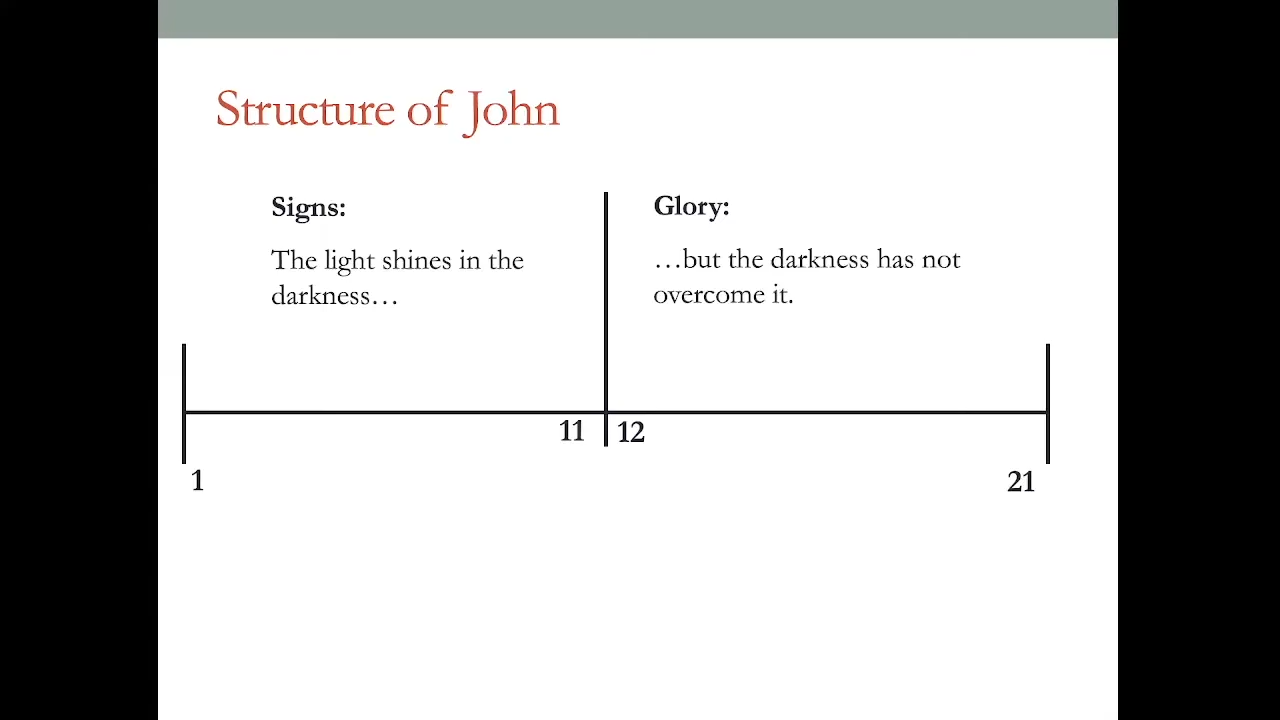 Structure of John
Signs:
The light shines in the
darkness…
Glory:
…but the darkness has not
overcome it.
11
12
1
21